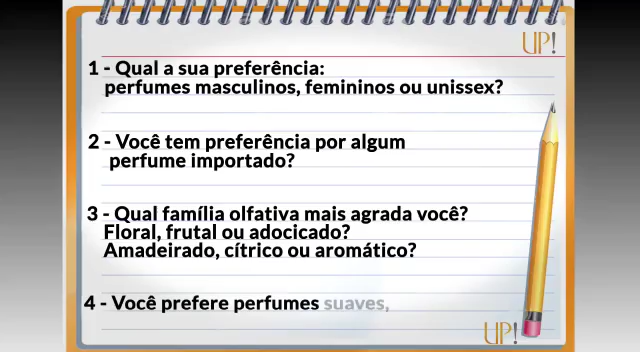 UP!
1 - Qual a sua preferência:
perfumes masculinos, femininos ou unissex?
2 - Você tem preferência por algum
perfume importado?
3 - Qual família olfativa mais agrada você?
Floral, frutal ou adocicado?
Amadeirado, cítrico ou aromático?
4 - Você prefere perfumes suaves,
UP!